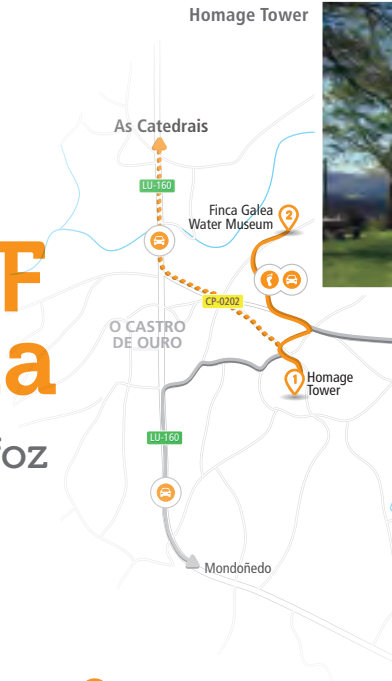 Homage Tower
As Catedrais
LU-160
Finca Galea
Water Museum
2
F
CP-0202
O CASTRO
DE OURO
a
1
Homage
Tower
LU-160
oz
Mondoñedo